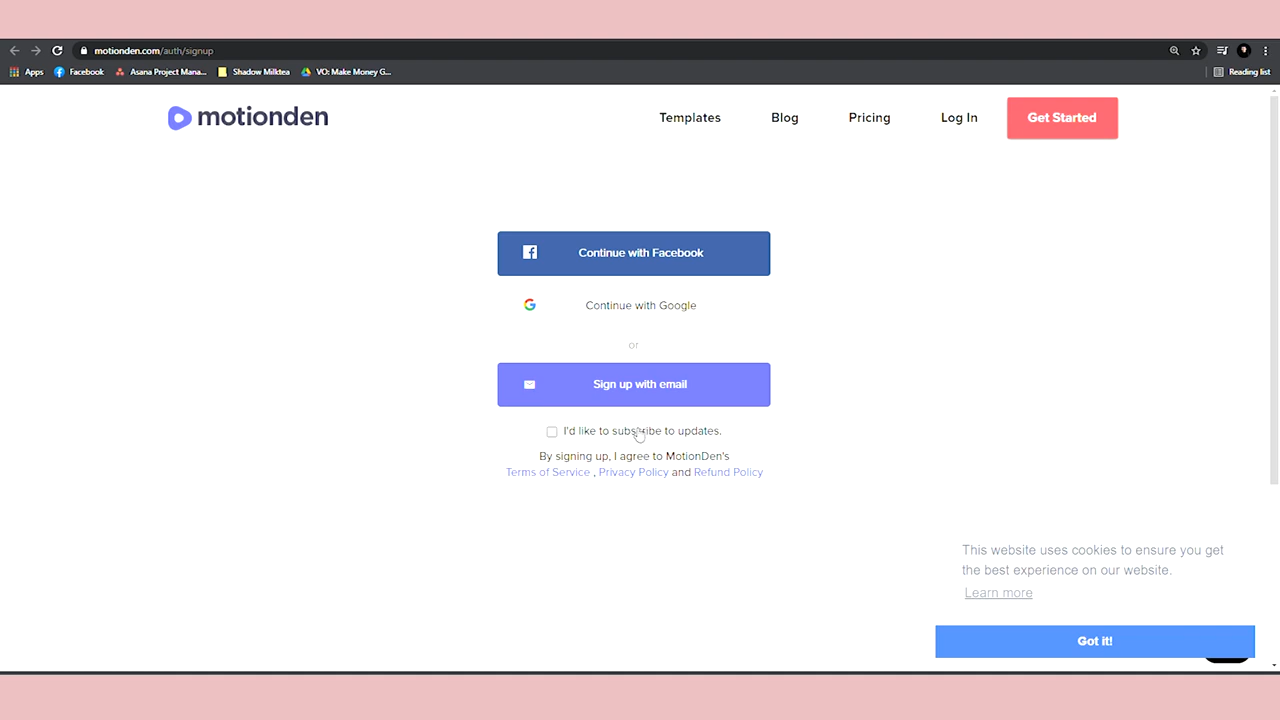 motionden.com/auth/signup
Apps Facebook Asana Project Mana... Shadow Milktea VO: Make Money G... Reading list
motionden Templates Blog Pricing Log In Get Started
Continue with Facebook
Continue with Google
or
Sign up with email
I'd like to subscribe to updates.
By signing up, I agree to MotionDen's
Terms of Service , Privacy Policy and Refund Policy
This website uses cookies to ensure you get
the best experience on our website.
Learn more
Got it!